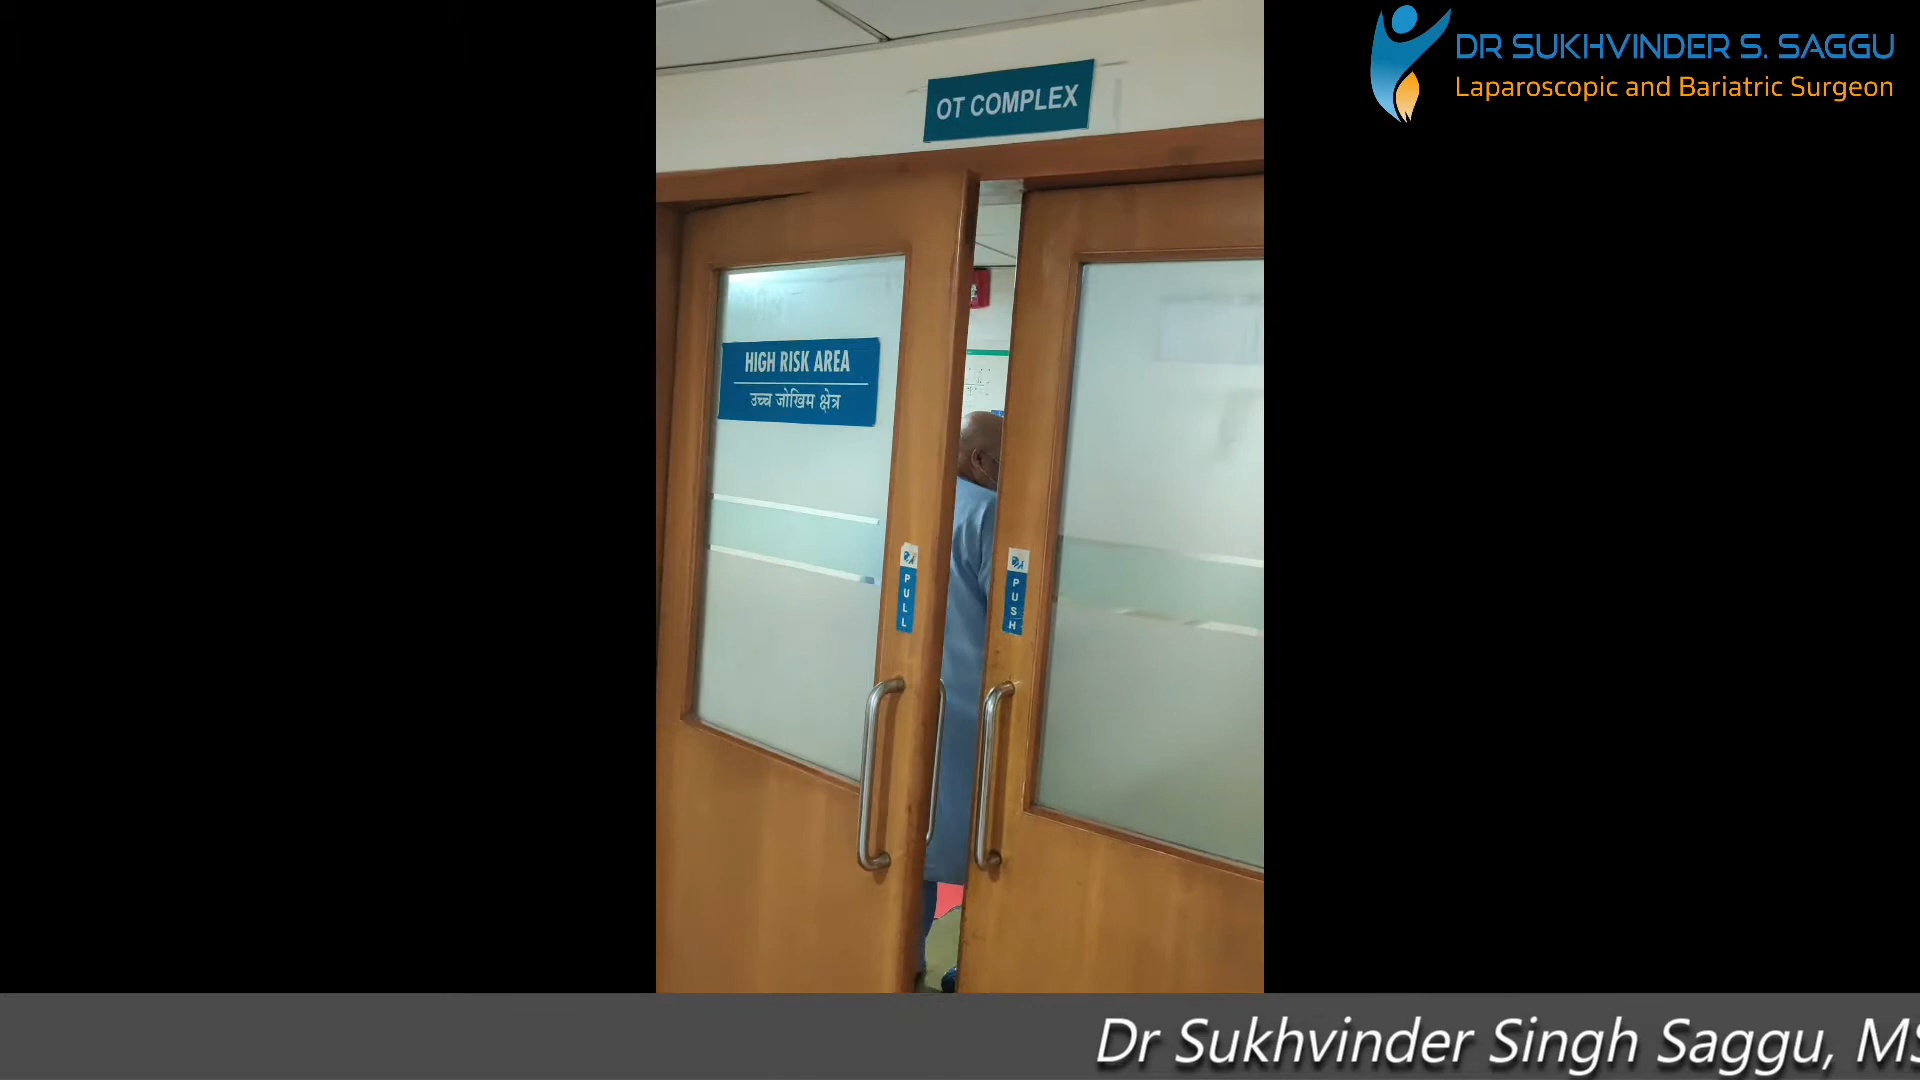 DR SUKHVINDER S. SAGGU
Laparoscopic and Bariatric Surgeon
OT COMPLEX
HIGH RISK AREA
उच्च जोखिम क्षेत्र
PULL
PUSH
Dr Sukhvinder Singh Saggu, MS